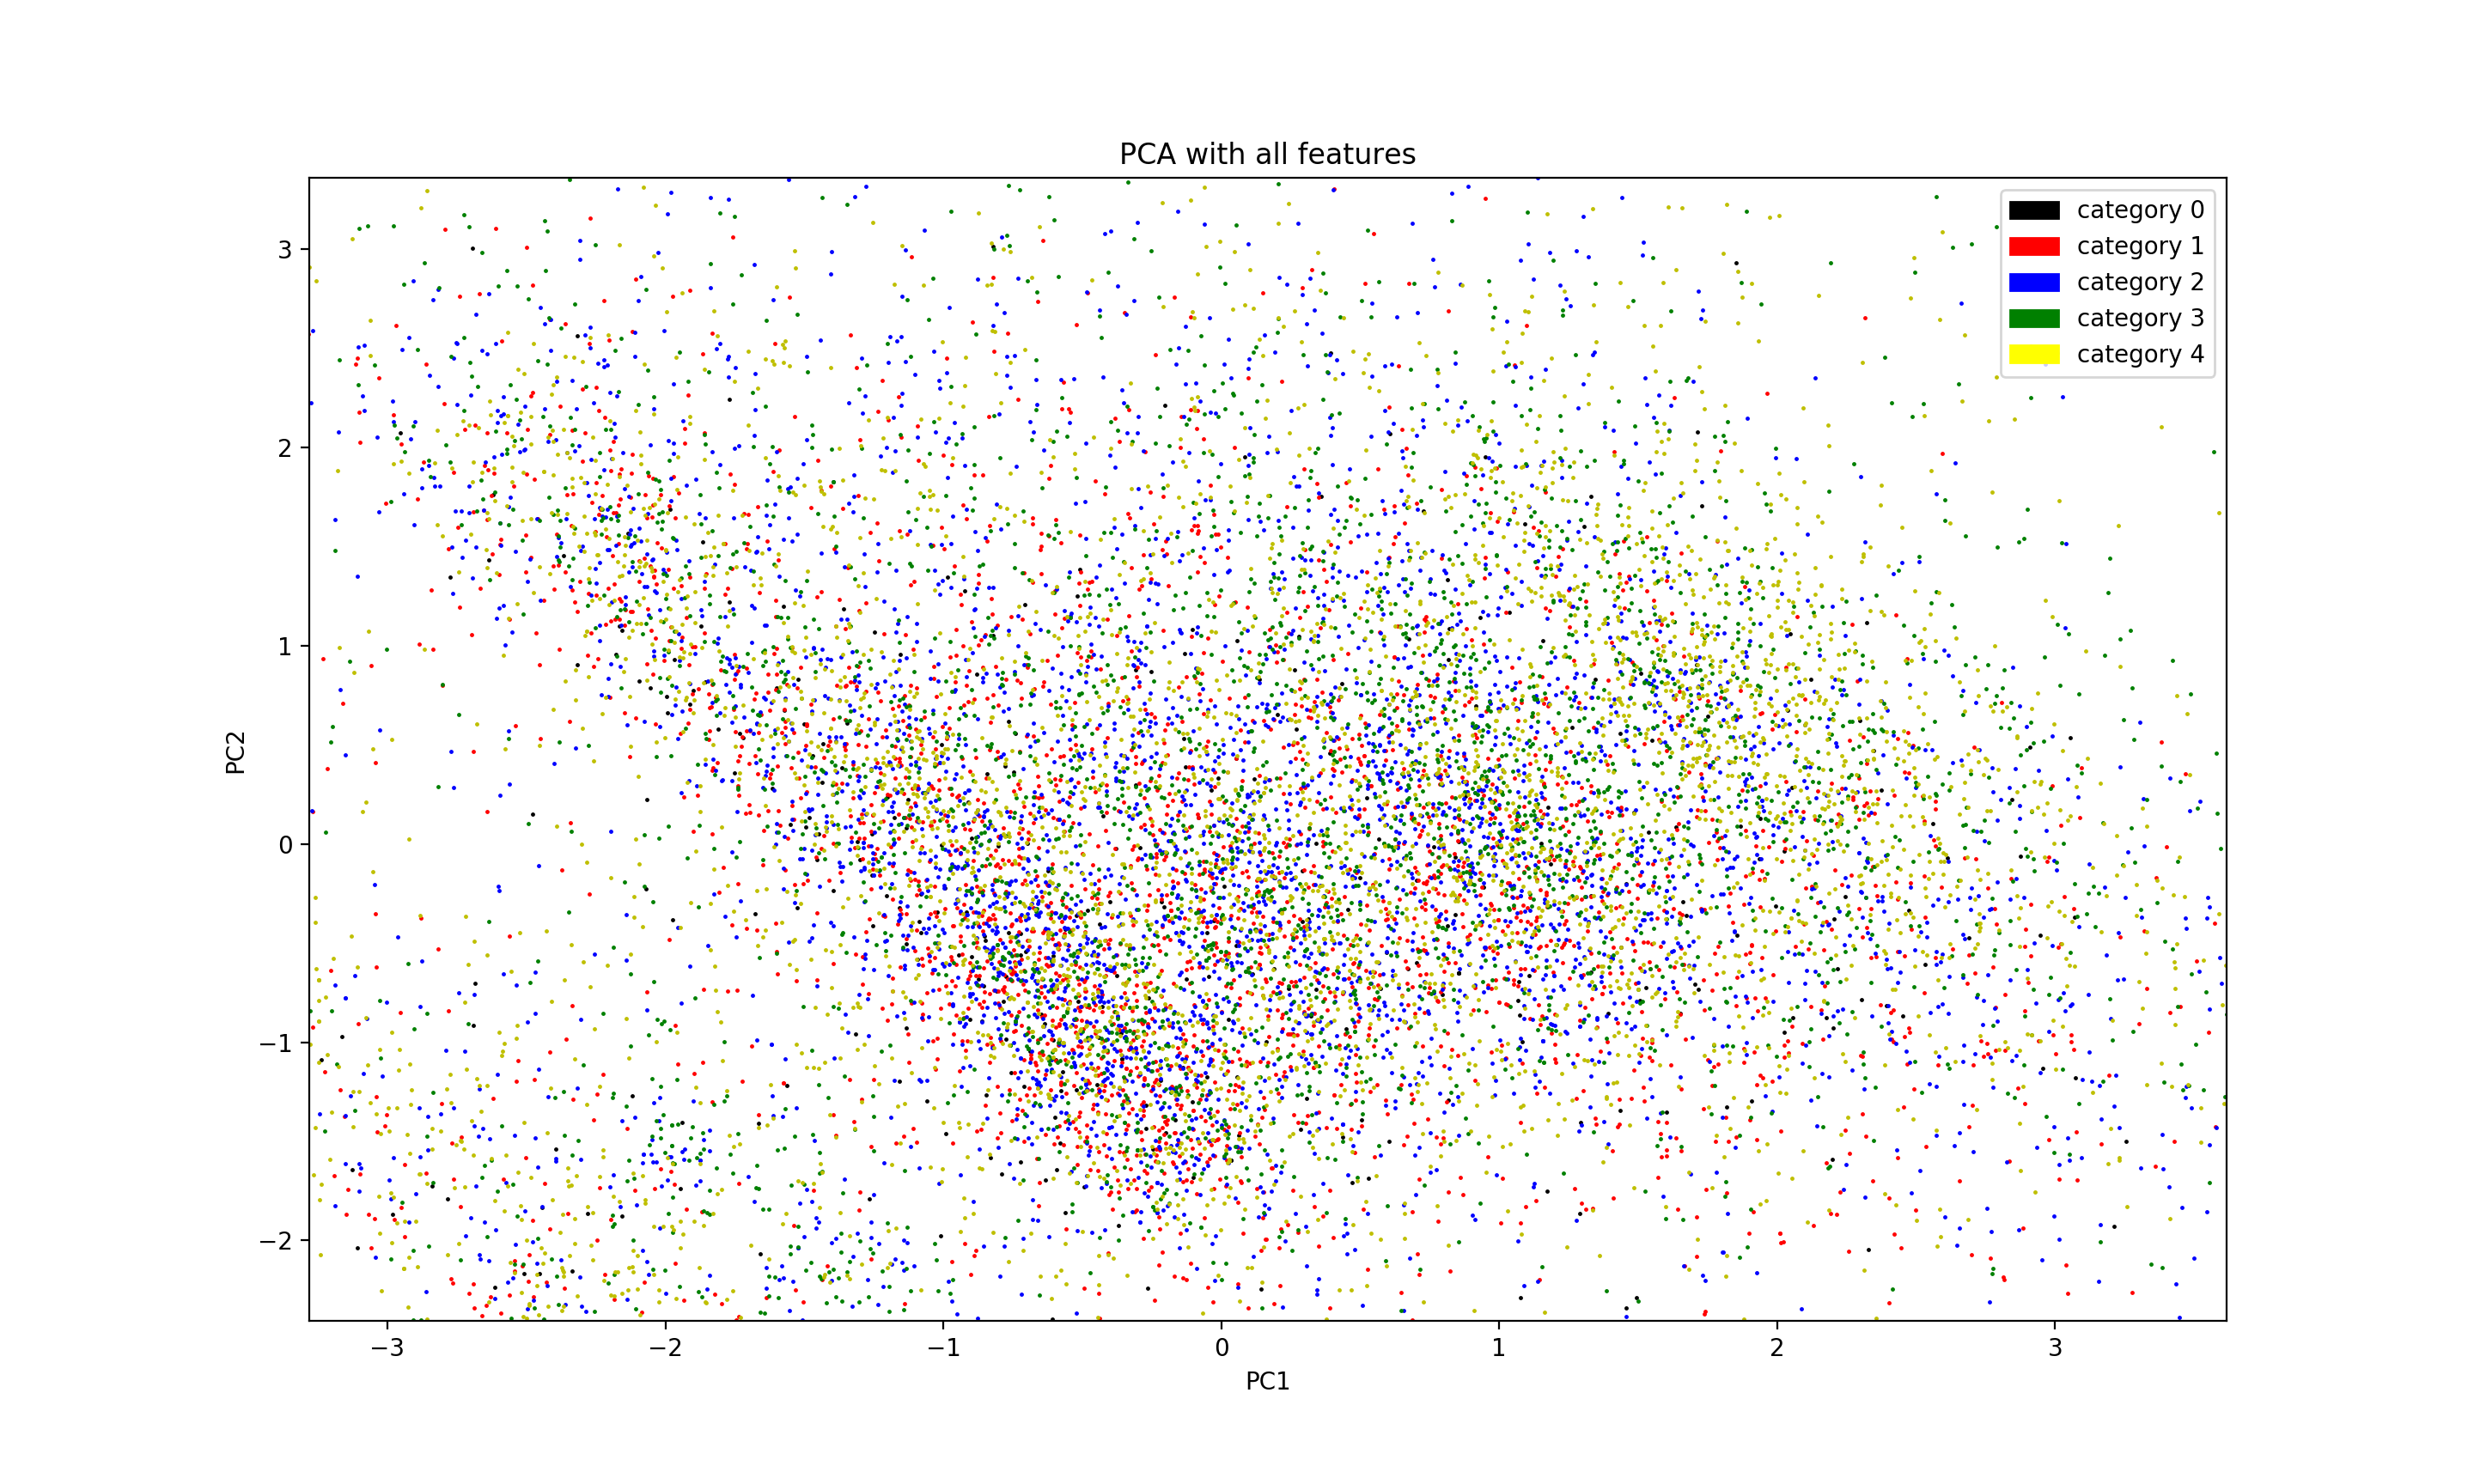 PCA with all features
category 0
category 1
category 2
category 3
category 4
PC2
3
2
1
0
−1
−2
−3
−2
−1
0
1
2
3
PC1